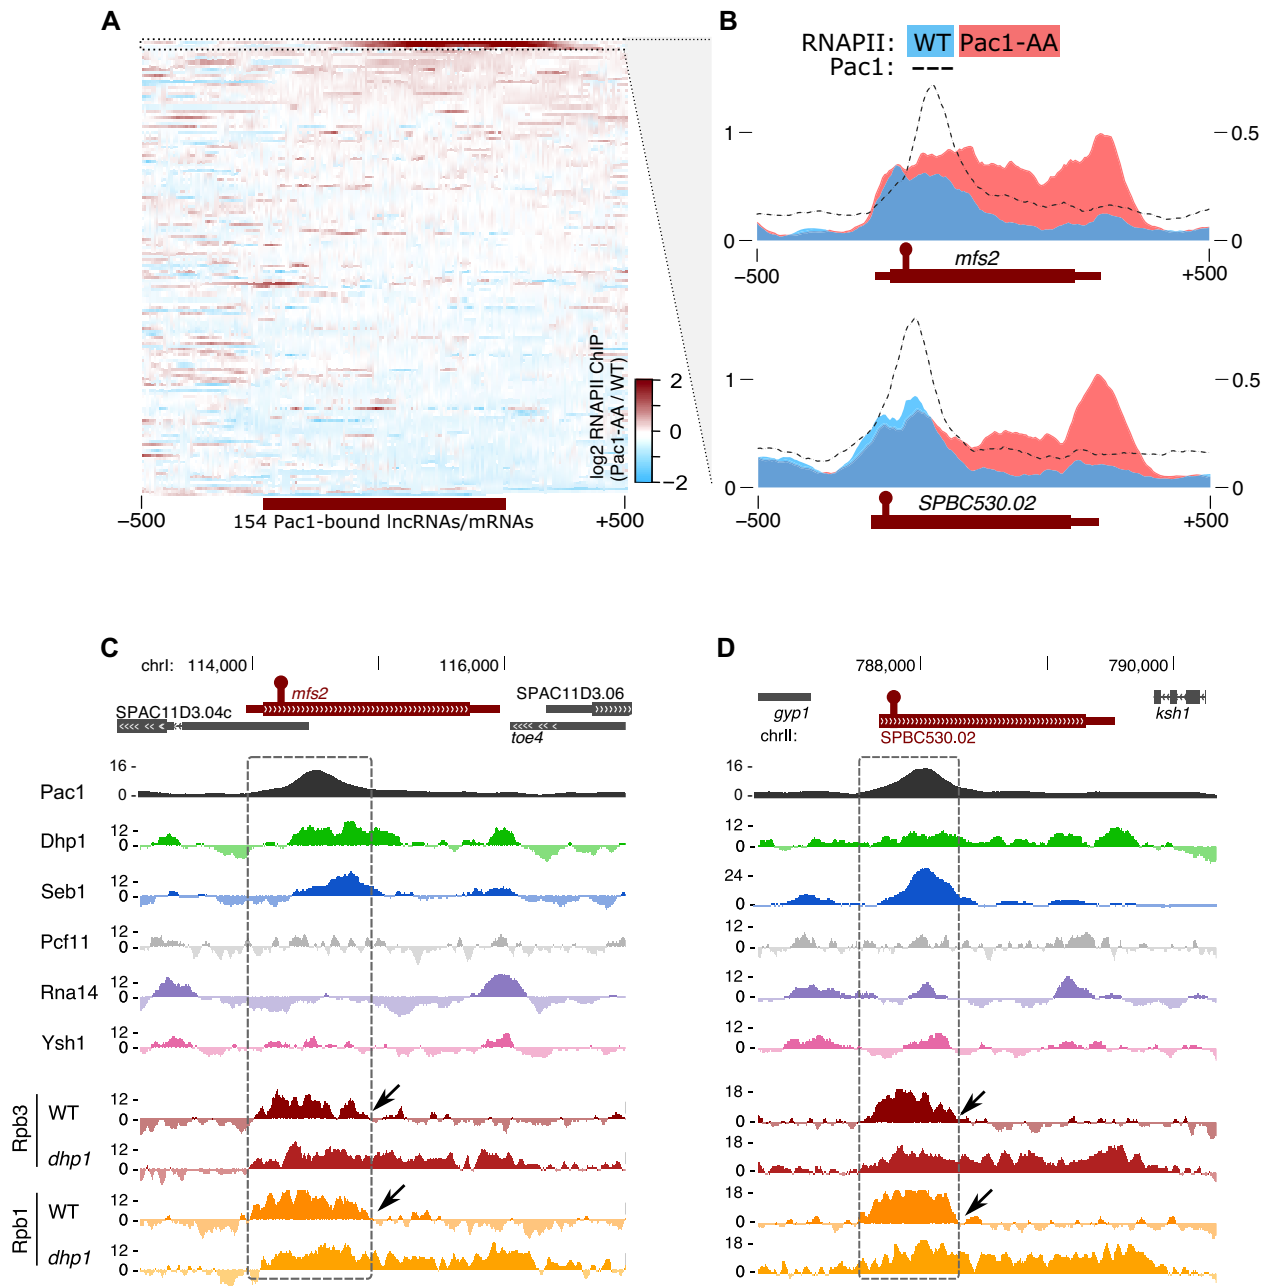 A
B
RNAPII: WT Pac1-AA
Pac1:
1
0.5
0
0
mfs2
−500
+500
1
0.5
0
0
SPBC530.02
−500
+500
log2 RNAPII ChIP
(Pac1-AA / WT)
2
0
−2
−500
154 Pac1-bound lncRNAs/mRNAs
+500
C
chrI: 114,000
116,000
mfs2
SPAC11D3.06
SPAC11D3.04c
toe4
Pac1
16
0
Dhp1
12
0
Seb1
12
0
Pcf11
12
0
Rna14
12
0
Ysh1
12
0
Rpb3
WT
12
0
dhp1
12
0
Rpb1
WT
12
0
dhp1
12
0
D
788,000
790,000
gyp1
ksh1
chrII:
SPBC530.02
16
0
12
0
24
0
12
0
12
0
12
0
18
0
18
0
18
0
18
0